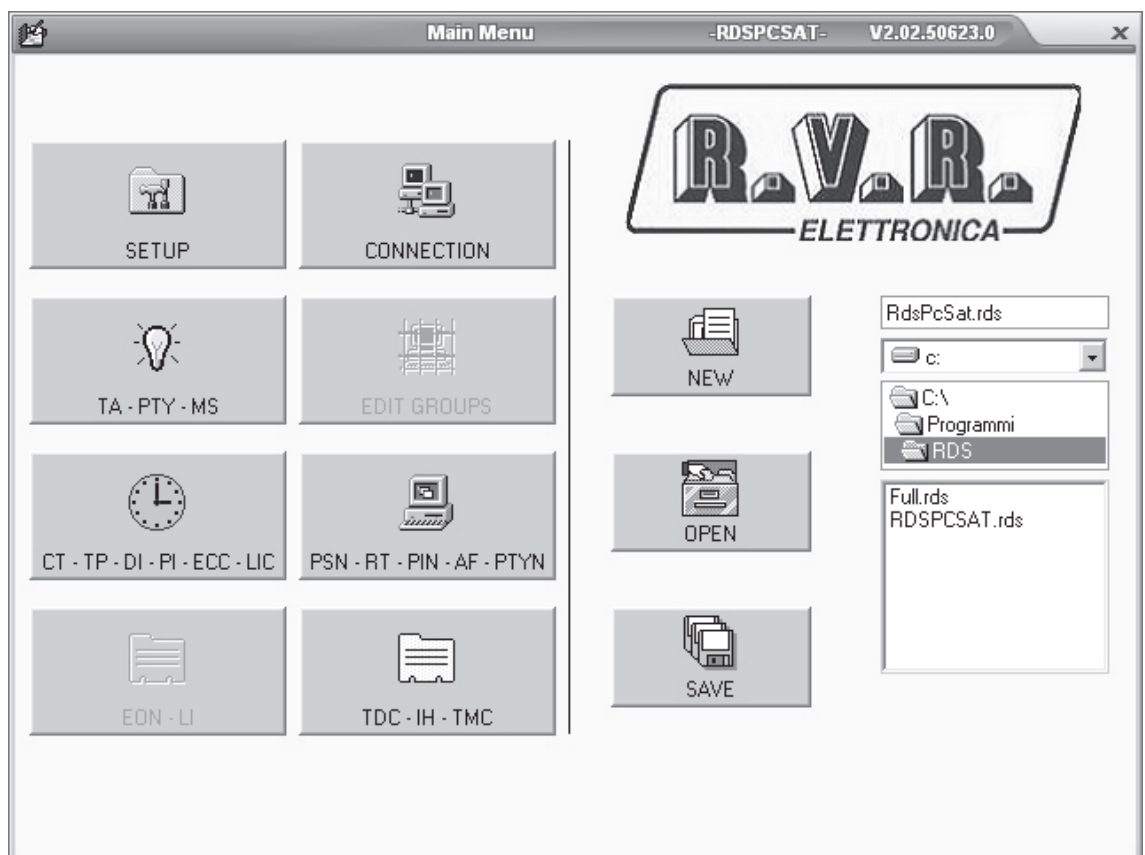 Main Menu -RDSPCSAT- V2.02.50623.0
R.V.R.
ELETTRONICA
SETUP
CONNECTION
TA - PTY - MS
EDIT GROUPS
CT - TP - DI - PI - ECC - LIC
PSN - RT - PIN - AF - PTYN
EON - LI
TDC - IH - TMC
NEW
OPEN
SAVE
RdsPcSat.rds
c:
C:\
Programmi
RDS
Full.rds
RDSPCSAT.rds